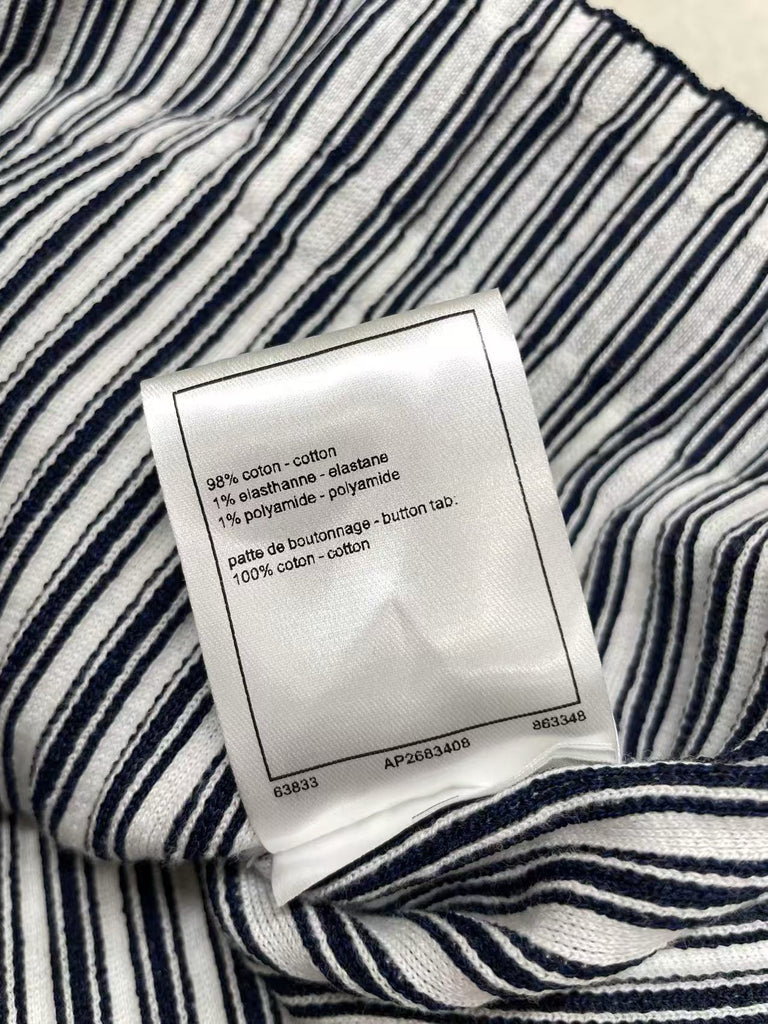 98% coton - cotton
1% elasthanne - elastane
1% polyamide - polyamide
patte de boutonnage - button tab:
100% coton - cotton
63833 AP2683408 863348